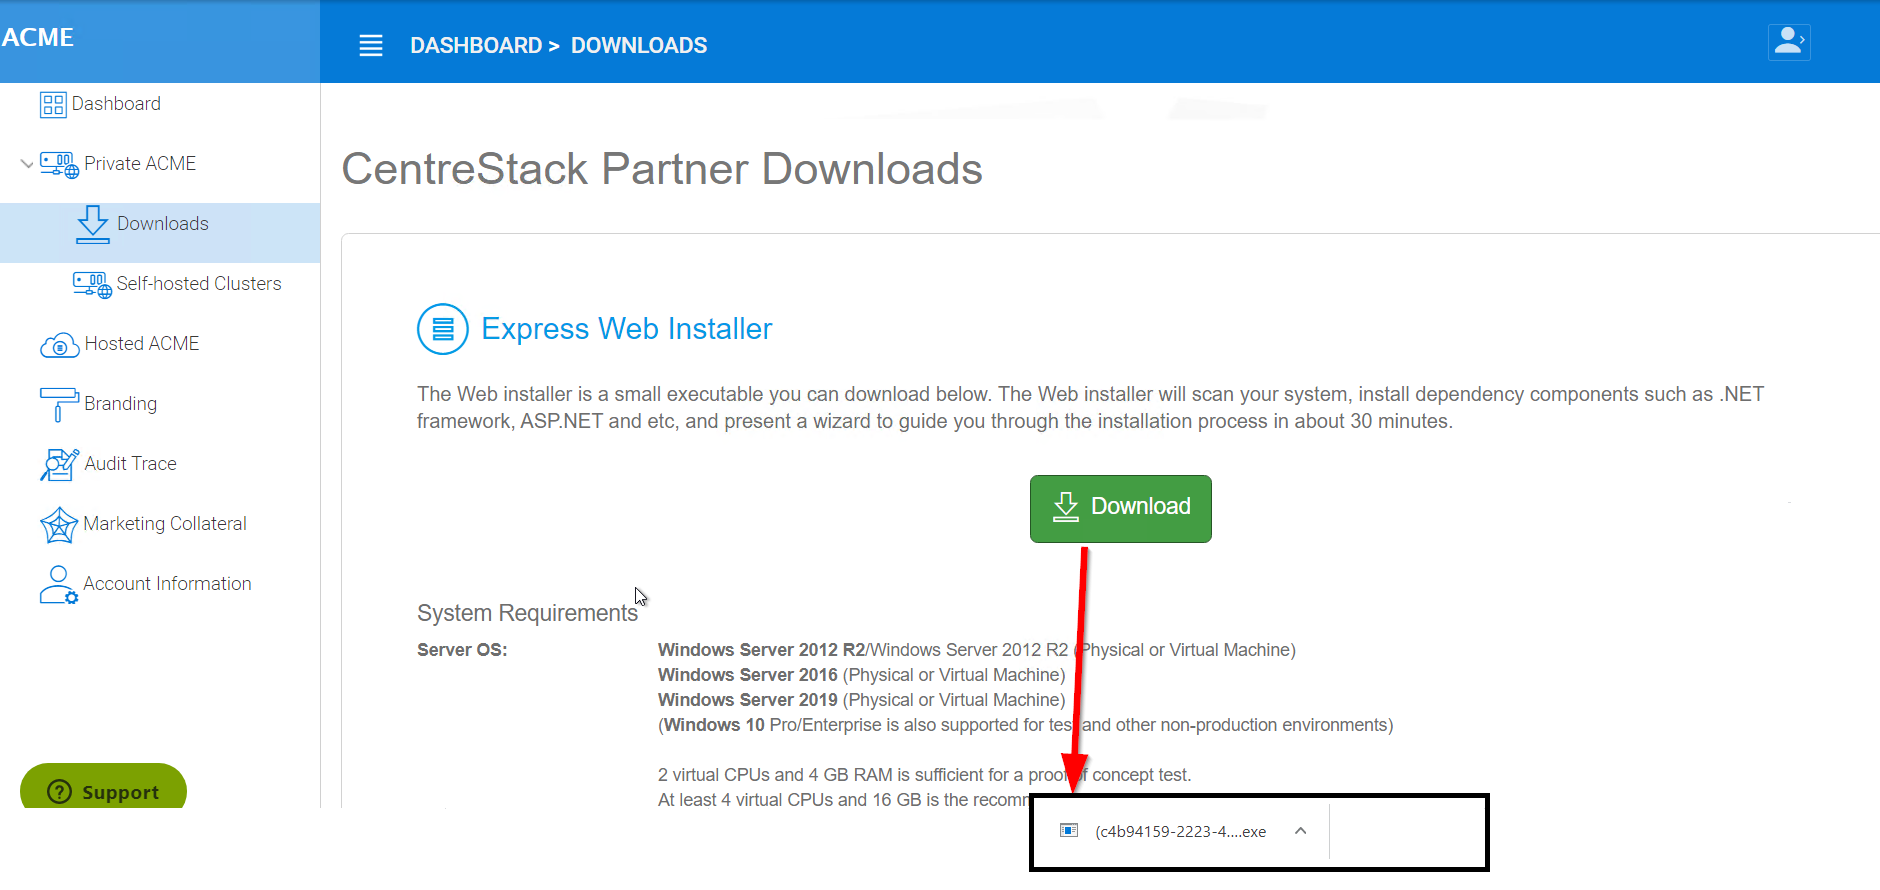 ACME
DASHBOARD > DOWNLOADS
Dashboard
Private ACME
Downloads
Self-hosted Clusters
Hosted ACME
Branding
Audit Trace
Marketing Collateral
Account Information
Support
CentreStack Partner Downloads
Express Web Installer
The Web installer is a small executable you can download below. The Web installer will scan your system, install dependency components such as .NET
framework, ASP.NET and etc, and present a wizard to guide you through the installation process in about 30 minutes.
Download
System Requirements
Server OS:
Windows Server 2012 R2/Windows Server 2012 R2 (Physical or Virtual Machine)
Windows Server 2016 (Physical or Virtual Machine)
Windows Server 2019 (Physical or Virtual Machine)
(Windows 10 Pro/Enterprise is also supported for test and other non-production environments)
2 virtual CPUs and 4 GB RAM is sufficient for a proof of concept test.
At least 4 virtual CPUs and 16 GB is the recomm
(c4b94159-2223-4....exe